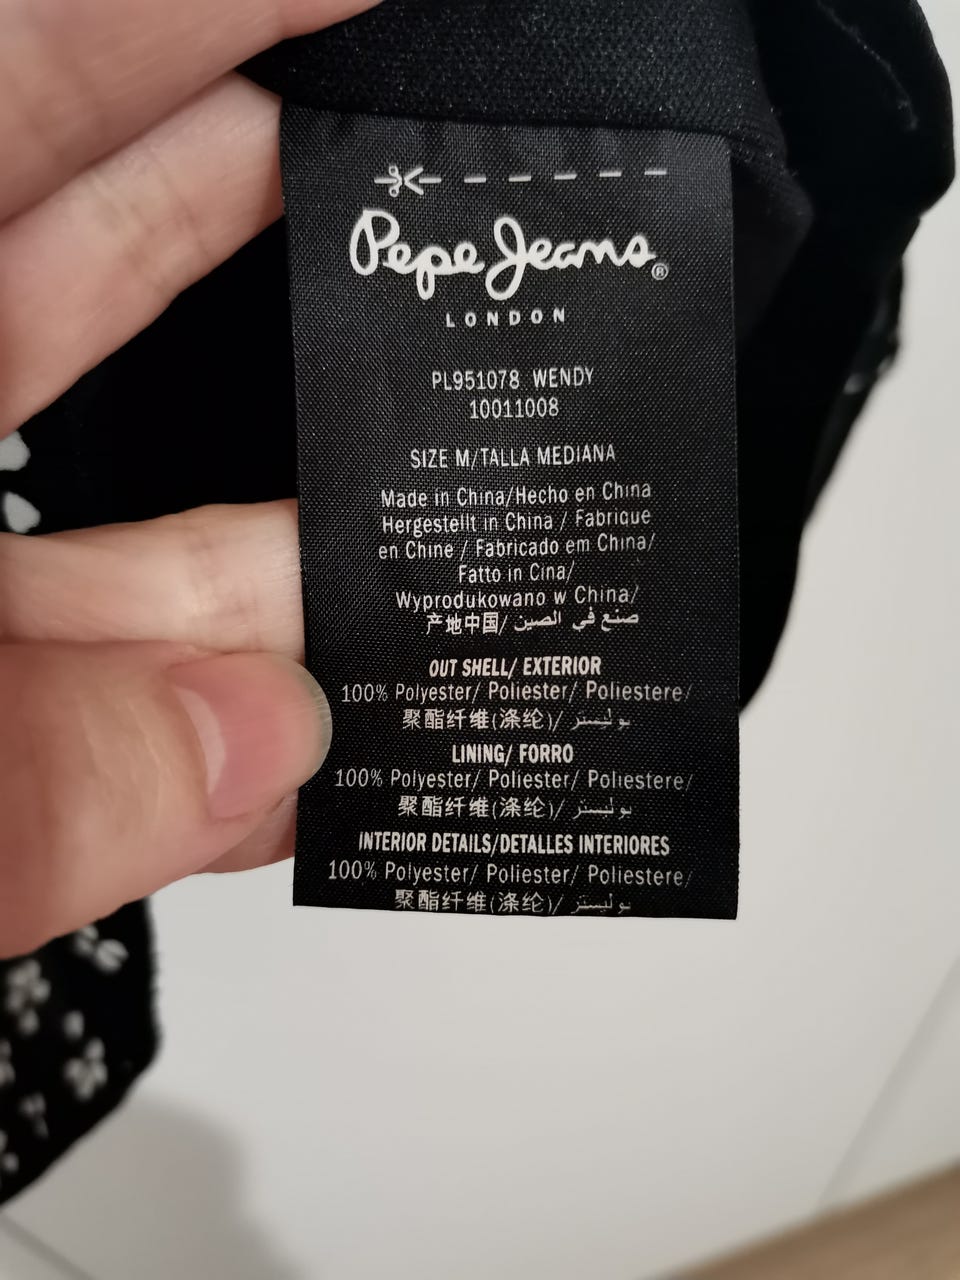 Pepe Jeans®
LONDON
PL951078 WENDY
10011008
SIZE M/TALLA MEDIANA
Made in China/Hecho en China
Hergestellt in China / Fabrique
en Chine / Fabricado em China/
Fatto in Cina/
Wyprodukowano w China/
产地中国/ صنع في الصين
OUT SHELL/ EXTERIOR
100% Polyester/ Poliester/ Poliestere/
聚酯纤维(涤纶)/ بوليستر
LINING/ FORRO
100% Polyester/ Poliester/ Poliestere/
聚酯纤维(涤纶)/ بوليستر
INTERIOR DETAILS/DETALLES INTERIORES
100% Polyester/ Poliester/ Poliestere/
聚酯纤维(涤纶)/ بوليستر